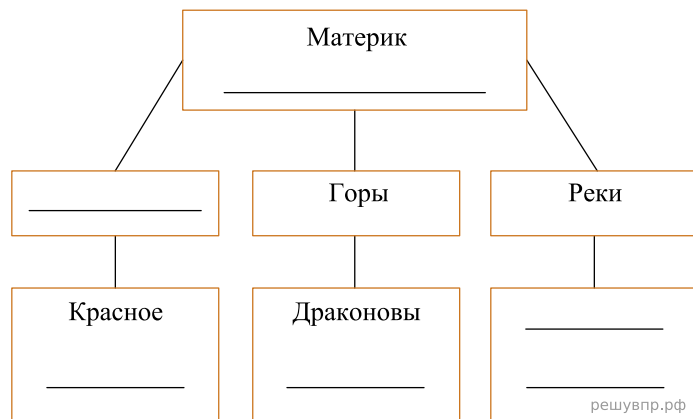 Материк
Горы
Реки
Красное
Драконовы
решувпр.рф